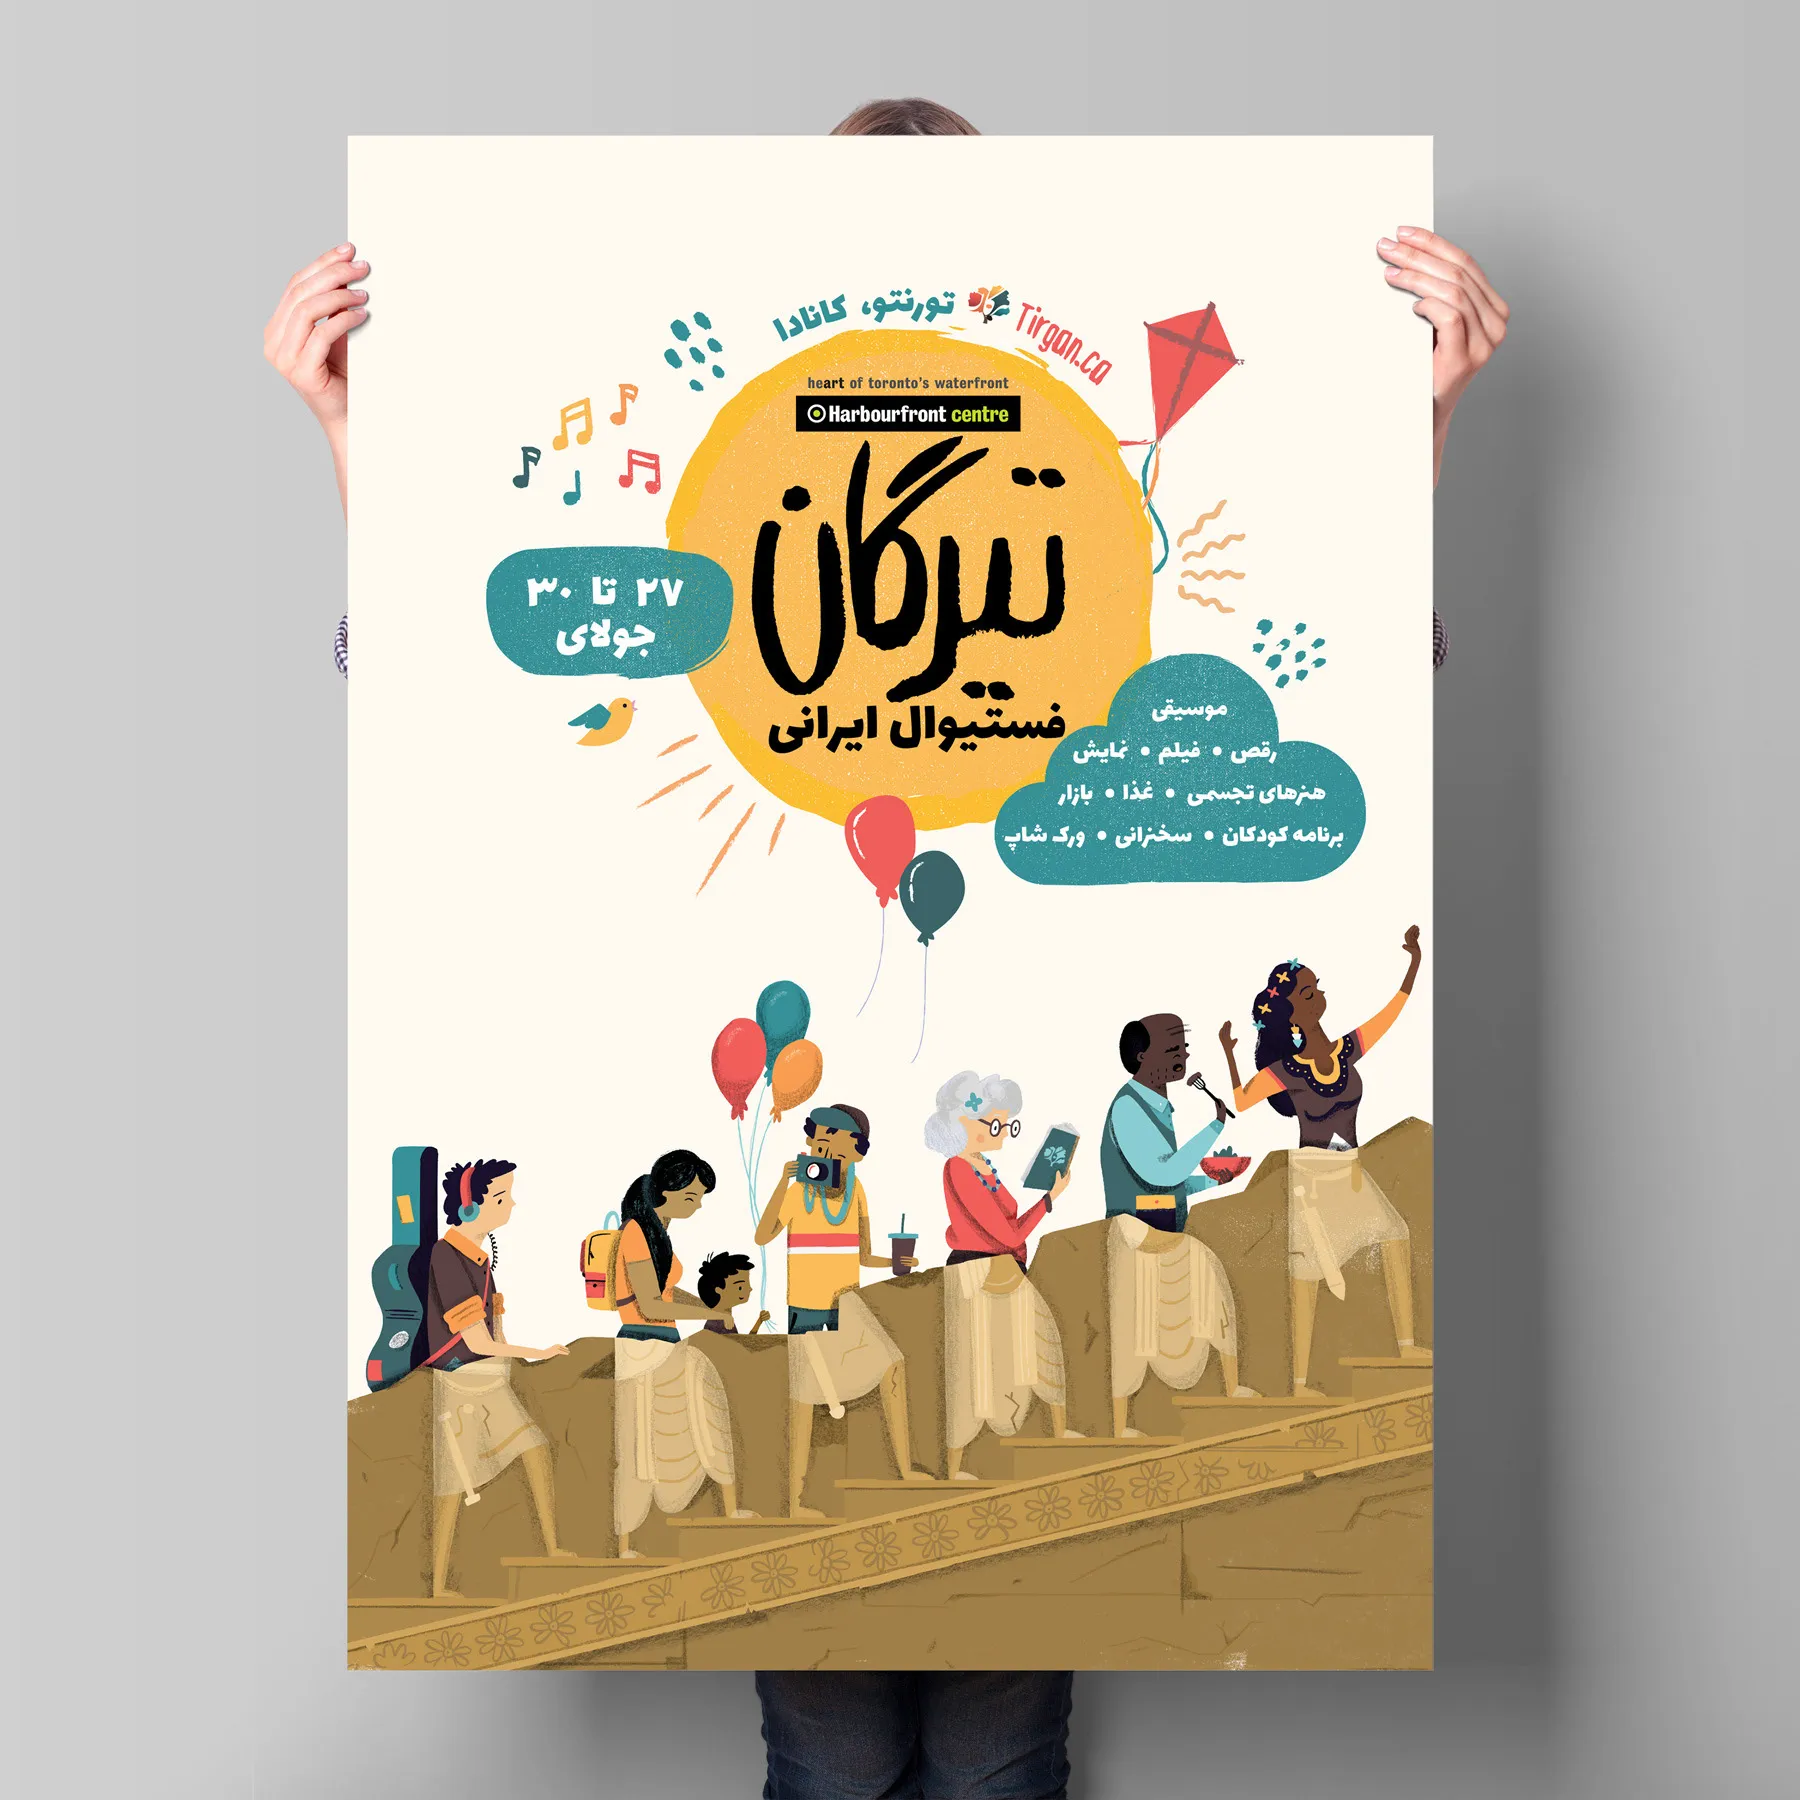 تورنتو، کانادا Tirgan.ca
heart of toronto's waterfront
Harbourfront centre
تیرگان
فستیوال ایرانی
۲۷ تا ۳۰
جولای
موسیقی
رقص • فیلم • نمایش
هنرهای تجسمی • غذا • بازار
برنامه کودکان • سخنرانی • ورک شاپ